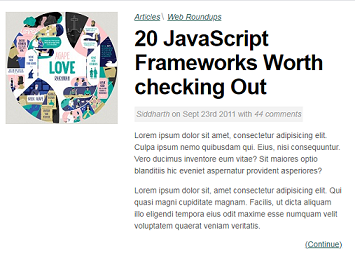 Articles \ Web Roundups
20 JavaScript
Frameworks Worth
checking Out
Siddharth on Sept 23rd 2011 with 44 comments
AGAPE
LOVE
Lorem ipsum dolor sit amet, consectetur adipisicing elit.
Culpa ipsum nemo quibusdam qui. Eius, nisi consequuntur.
Vero ducimus inventore eum vitae? Sit maiores optio
blanditiis hic eveniet aspernatur provident asperiores?
Lorem ipsum dolor sit amet, consectetur adipisicing elit. Qui
quasi magni cupiditate magnam. Facilis, ut dicta aliquam
illo eligendi tempora eius odit maxime esse numquam velit
voluptatem quaerat veniam veritatis.
(Continue)